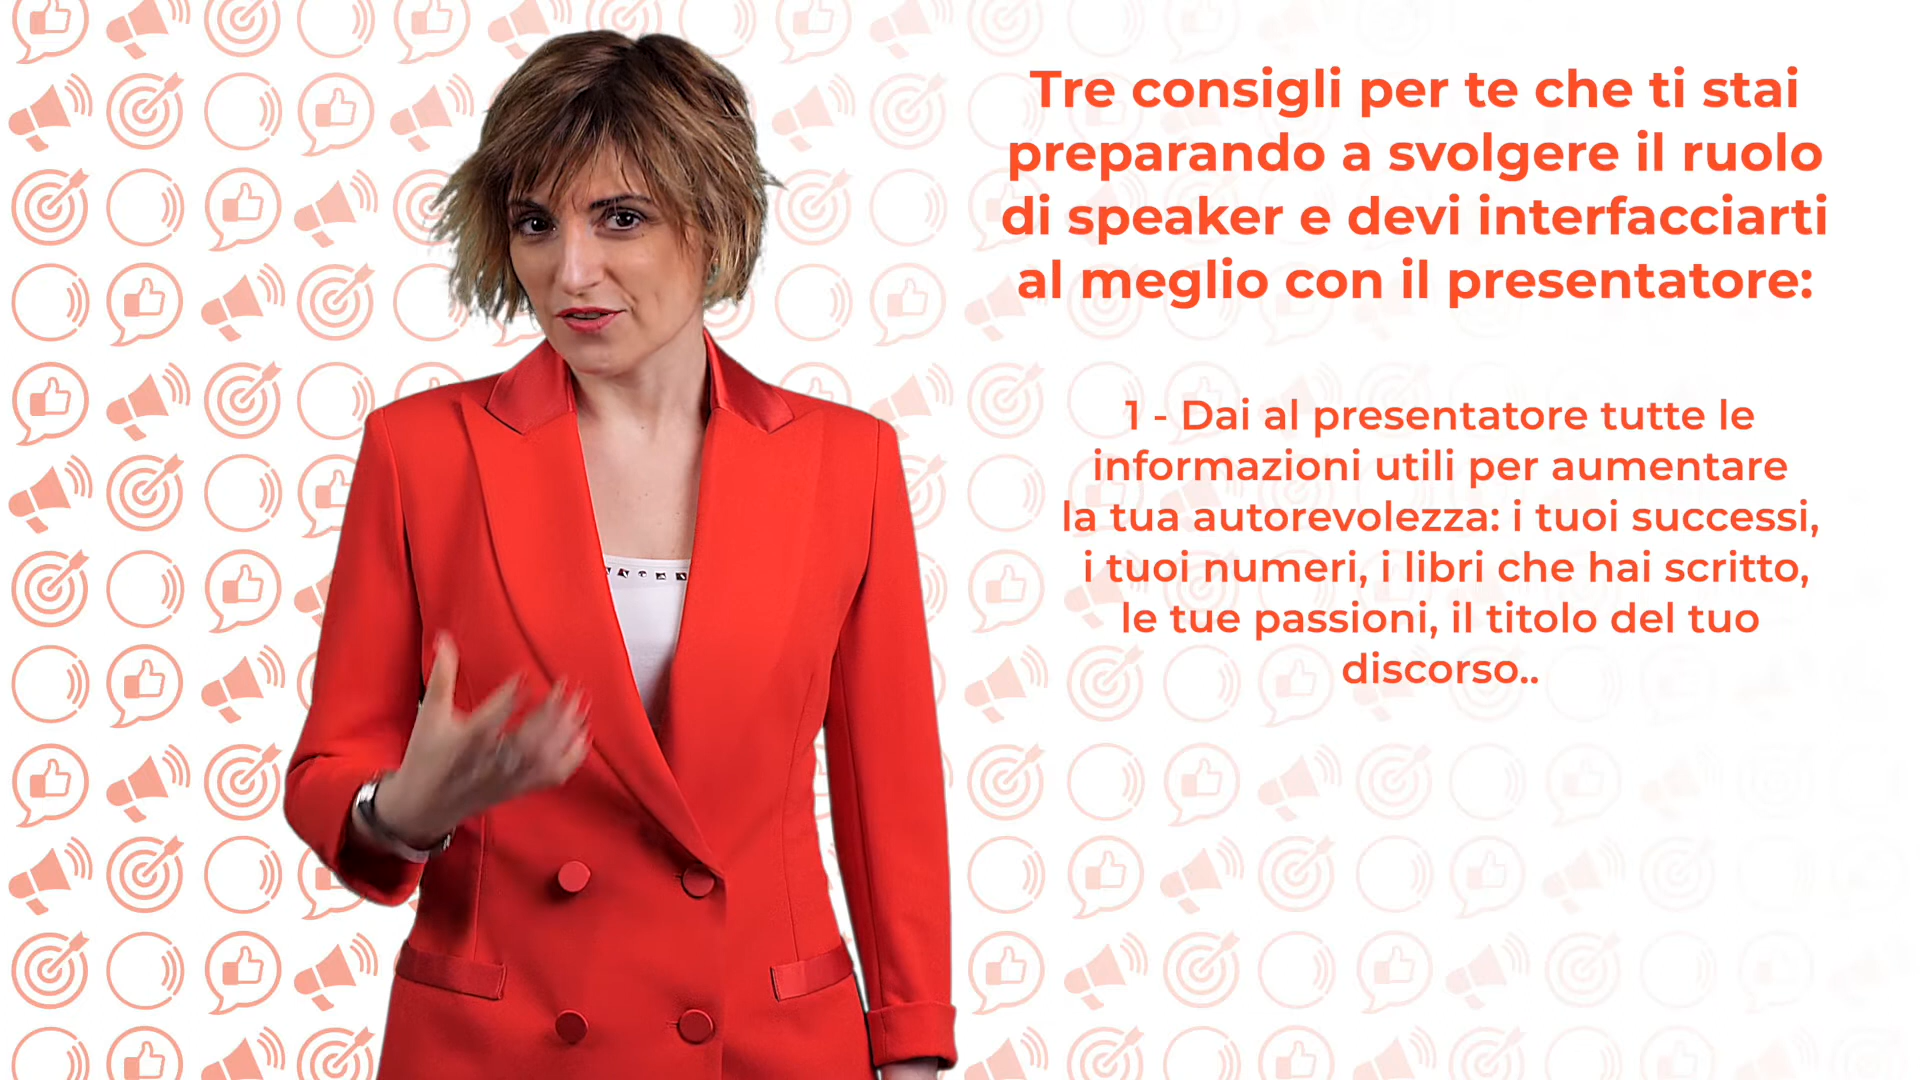 Tre consigli per te che ti stai
preparando a svolgere il ruolo
di speaker e devi interfacciarti
al meglio con il presentatore:
1 - Dai al presentatore tutte le
informazioni utili per aumentare
la tua autorevolezza: i tuoi successi,
i tuoi numeri, i libri che hai scritto,
le tue passioni, il titolo del tuo
discorso..